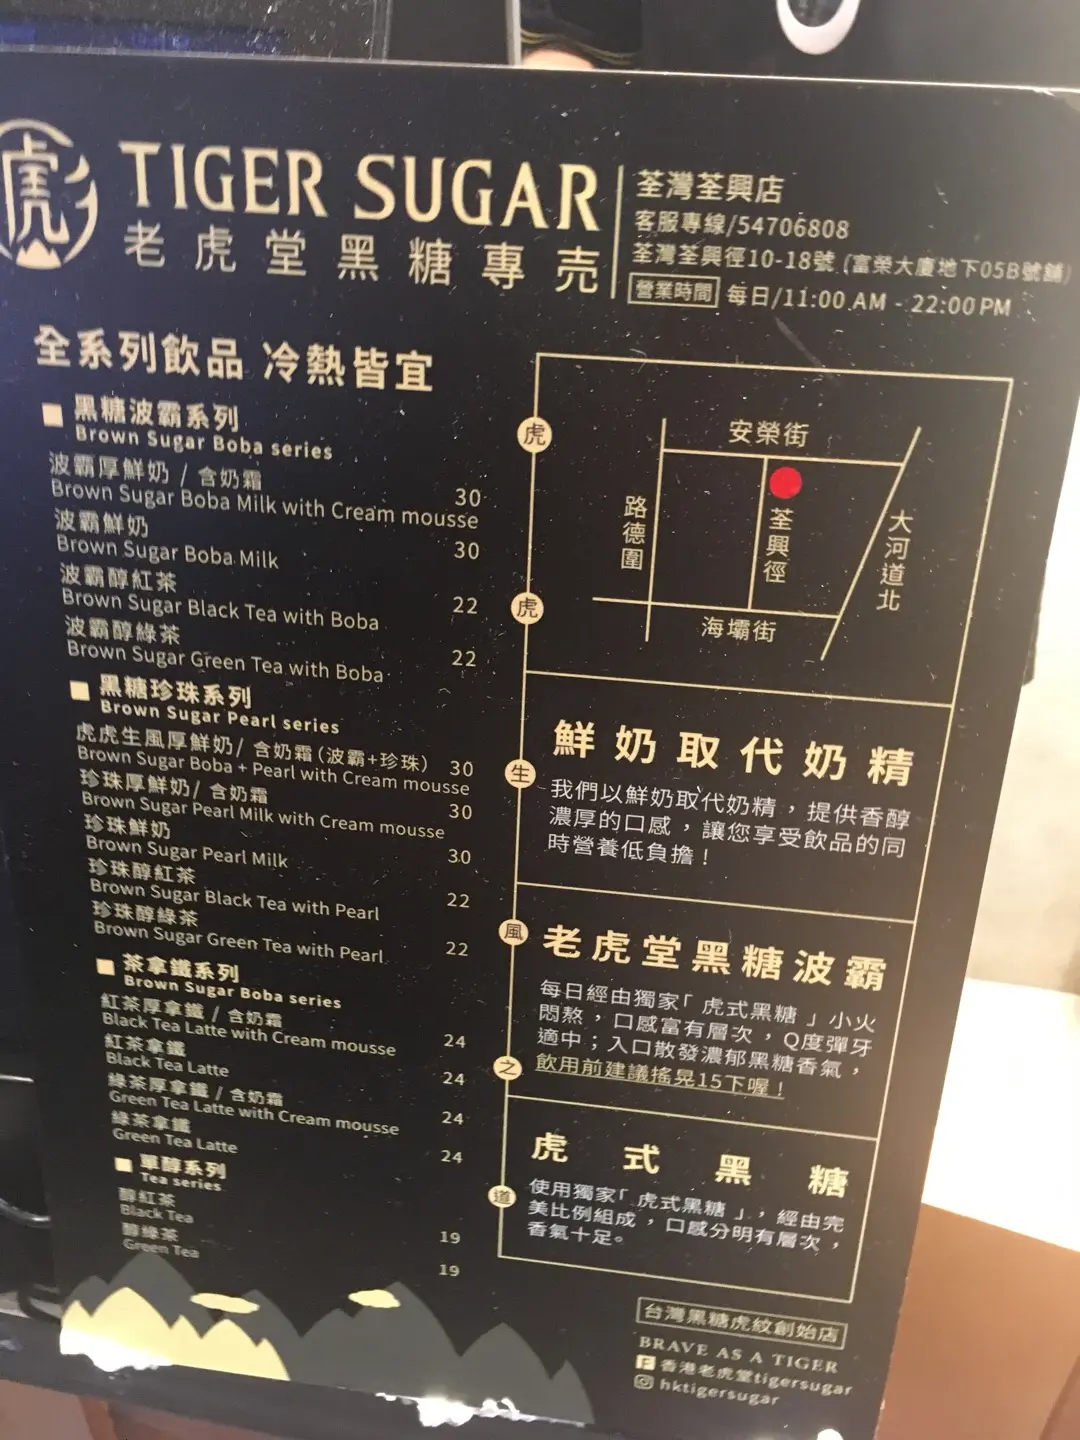 彪
TIGER SUGAR
老虎堂黑糖專売
荃灣荃興店
客服專線/54706808
荃灣荃興徑10-18號 (富榮大廈地下05B號舖)
營業時間 每日/11:00 AM - 22:00 PM
全系列飲品 冷熱皆宜
黑糖波霸系列
Brown Sugar Boba series
波霸厚鮮奶 / 含奶霜 30
Brown Sugar Boba Milk with Cream mousse
波霸鮮奶 30
Brown Sugar Boba Milk
波霸醇紅茶 22
Brown Sugar Black Tea with Boba
波霸醇綠茶 22
Brown Sugar Green Tea with Boba
黑糖珍珠系列
Brown Sugar Pearl series
虎虎生風厚鮮奶/ 含奶霜 (波霸+珍珠) 30
Brown Sugar Boba + Pearl with Cream mousse
珍珠厚鮮奶/ 含奶霜 30
Brown Sugar Pearl Milk with Cream mousse
珍珠鮮奶 30
Brown Sugar Pearl Milk
珍珠醇紅茶 22
Brown Sugar Black Tea with Pearl
珍珠醇綠茶 22
Brown Sugar Green Tea with Pearl
茶拿鐵系列
Brown Sugar Boba series
紅茶厚拿鐵 / 含奶霜 24
Black Tea Latte with Cream mousse
紅茶拿鐵 24
Black Tea Latte
綠茶厚拿鐵 / 含奶霜 24
Green Tea Latte with Cream mousse
綠茶拿鐵 24
Green Tea Latte
單醇系列
Tea series
醇紅茶 19
Black Tea
醇綠茶 19
Green Tea
虎
虎
生
風
之
道
安榮街
路德圍
荃興徑
大河道北
海壩街
鮮奶取代奶精
我們以鮮奶取代奶精，提供香醇
濃厚的口感，讓您享受飲品的同
時營養低負擔！
老虎堂黑糖波霸
每日經由獨家「虎式黑糖」小火
悶熬，口感富有層次，Q度彈牙
適中；入口散發濃郁黑糖香氣，
飲用前建議搖晃15下喔！
虎式黑糖
使用獨家「虎式黑糖」，經由完
美比例組成，口感分明有層次，
香氣十足。
台灣黑糖虎紋創始店
BRAVE AS A TIGER
香港老虎堂tigersugar
hktigersugar